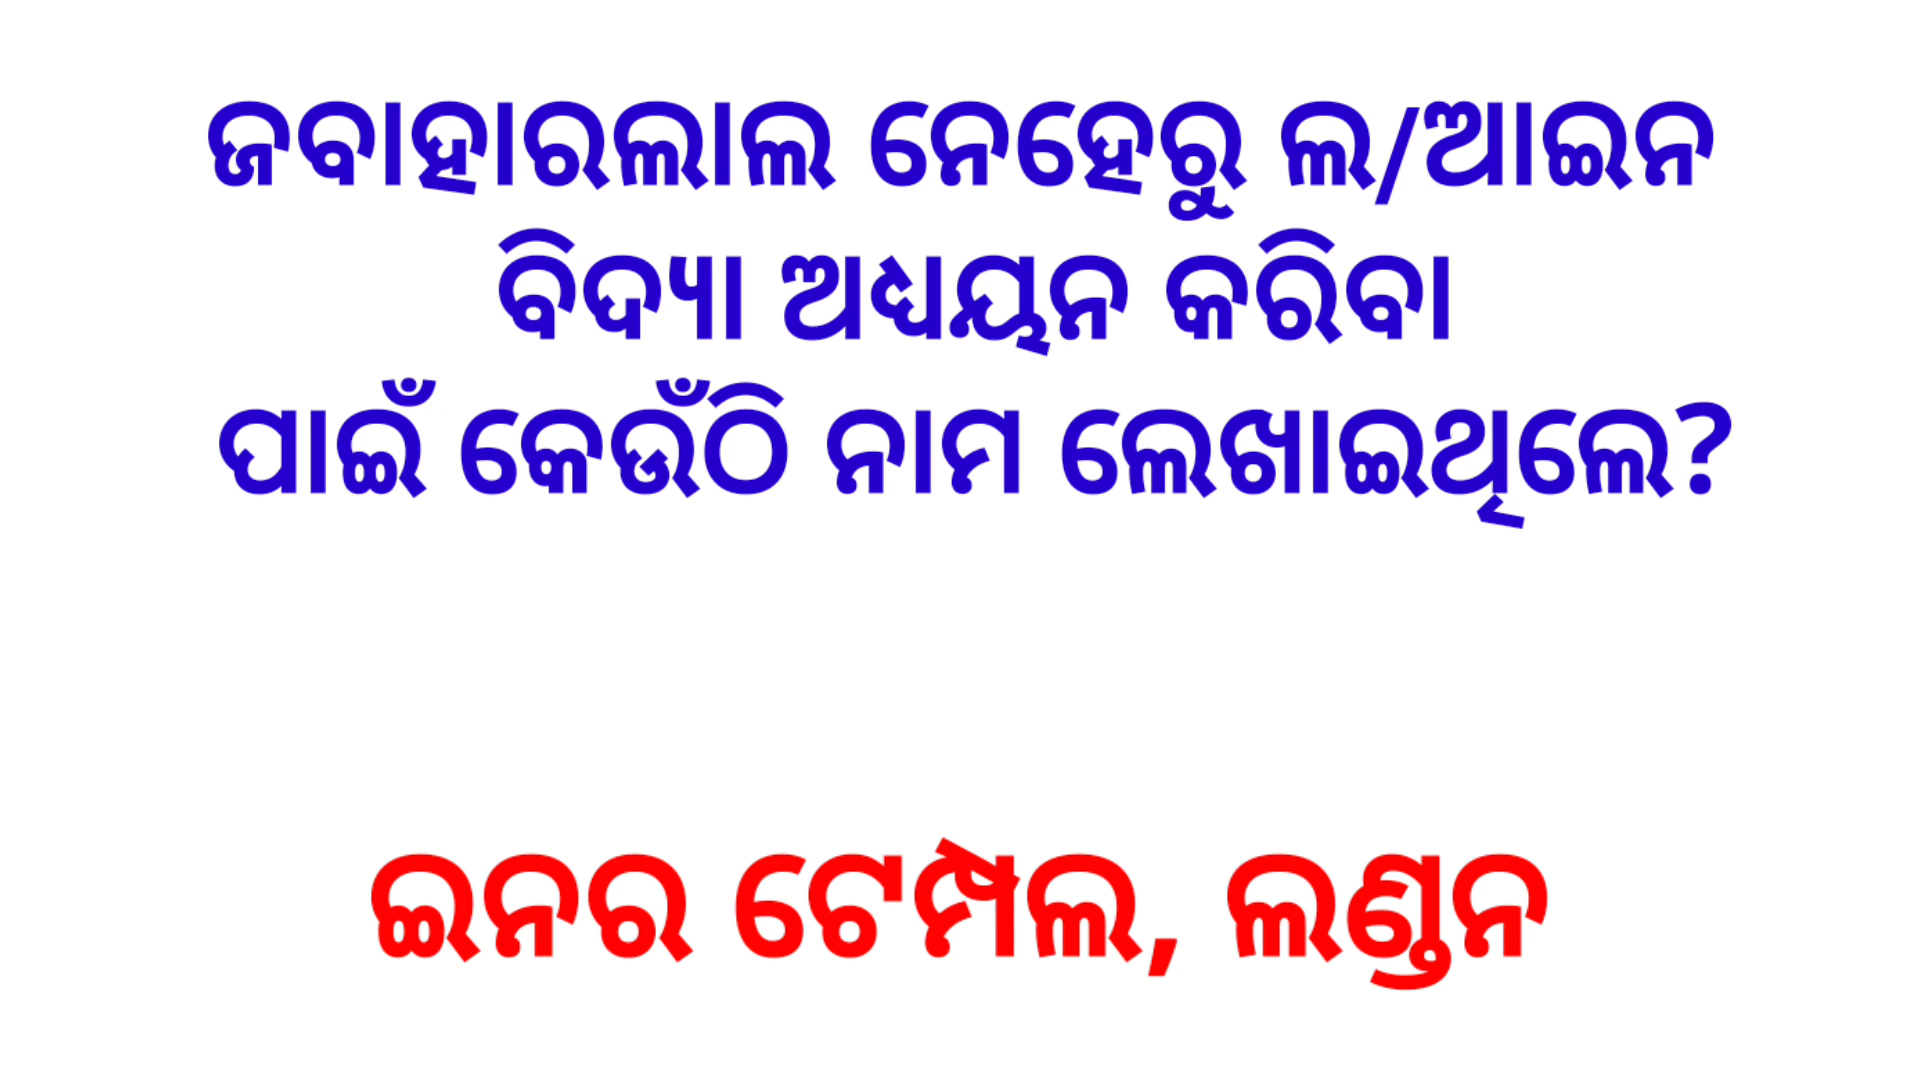 ଜବାହାରଲାଲ ନେହେରୁ ଲ/ଆଇନ
ବିଦ୍ୟା ଅଧ୍ୟୟନ କରିବା
ପାଇଁ କେଉଁଠି ନାମ ଲେଖାଇଥିଲେ?
ଇନର ଟେମ୍ପଲ, ଲଣ୍ଡନ